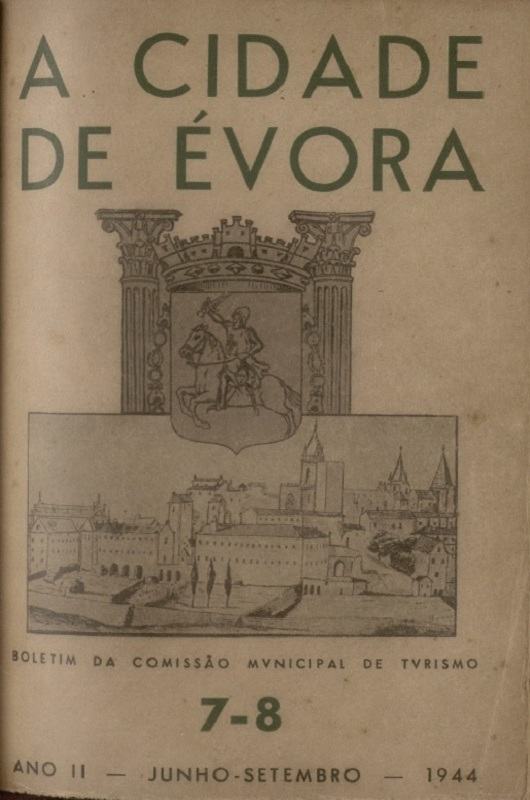 A CIDADE
DE ÉVORA
BOLETIM DA COMISSÃO MVNICIPAL DE TVRISMO
7-8
ANO II — JUNHO-SETEMBRO — 1944